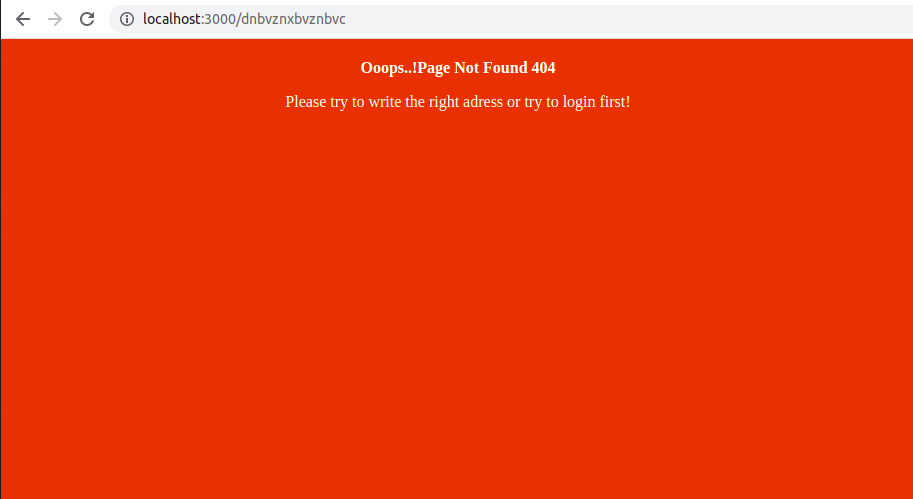 localhost:3000/dnbvznxbvznbvc
Ooops..!Page Not Found 404
Please try to write the right adress or try to login first!